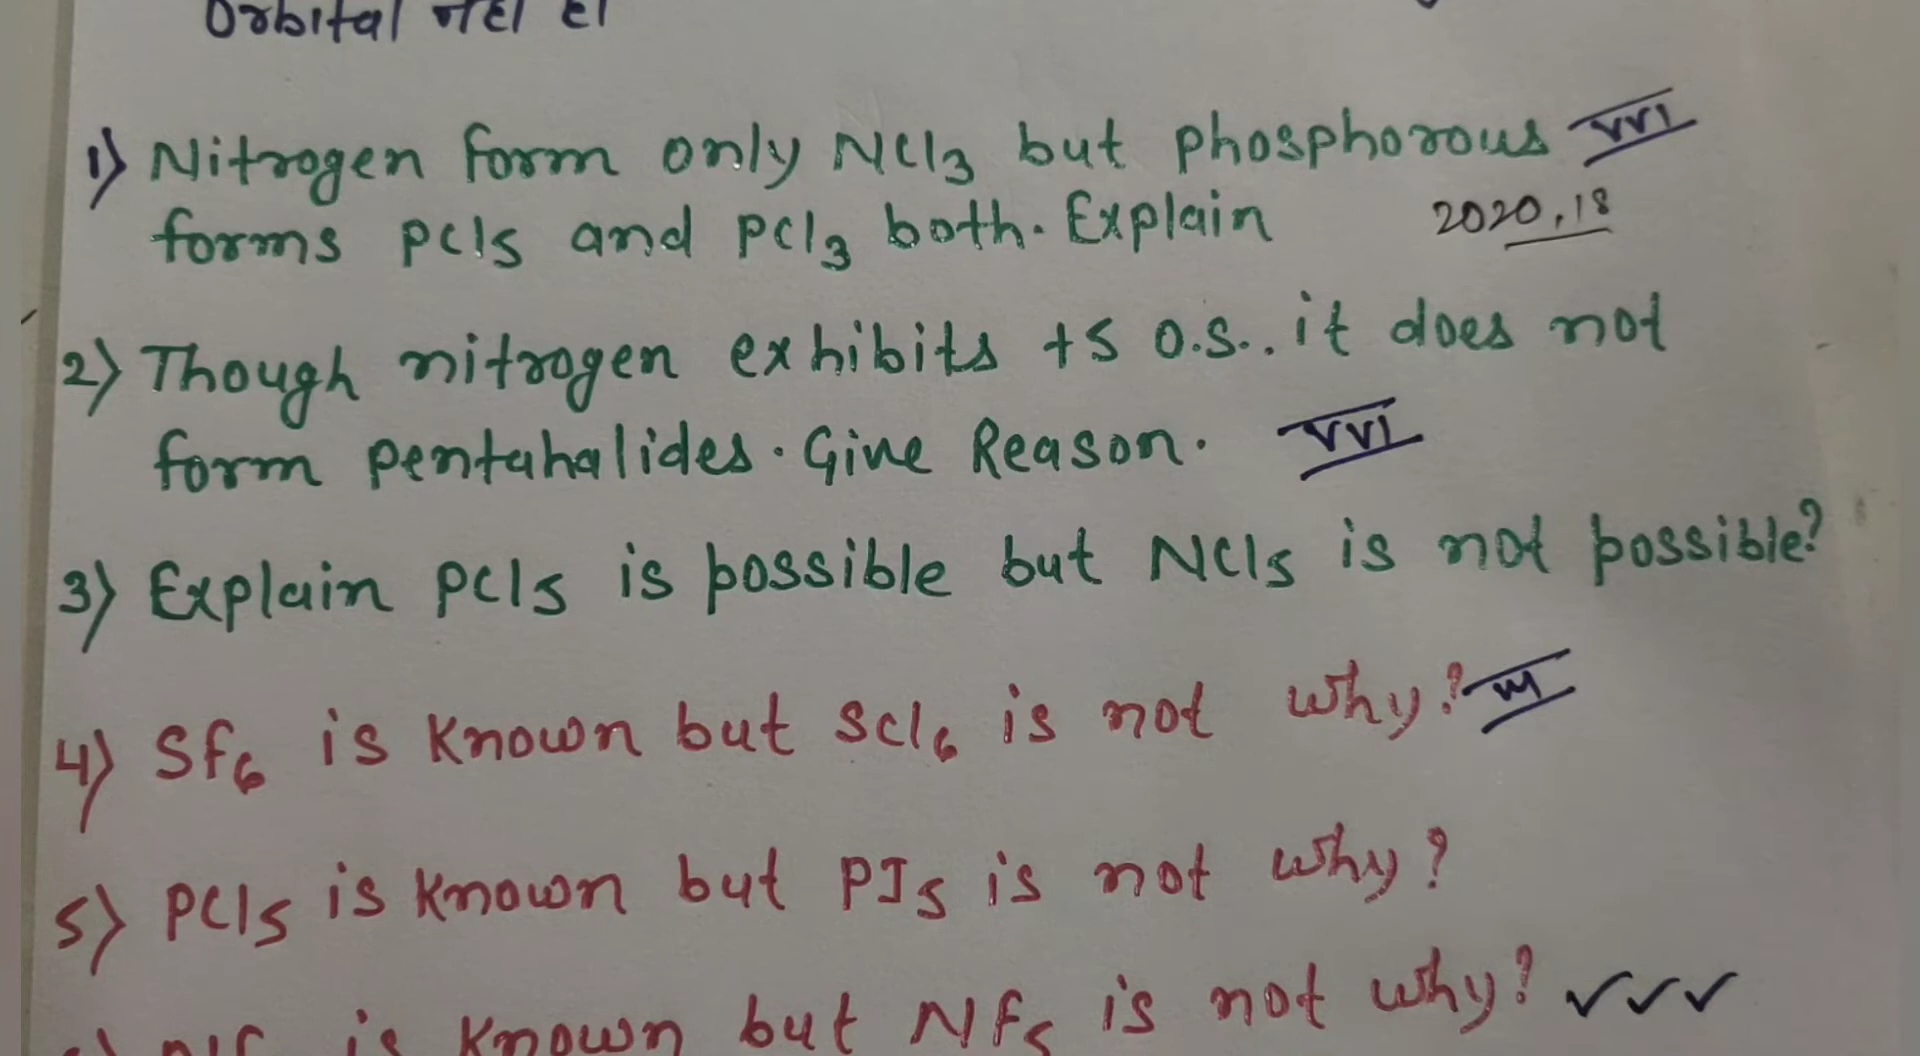 Orbital नहीं है
1) Nitrogen form only NCl3 but phosphorous VVI
forms PCl5 and PCl3 both. Explain 2020, 18
2) Though nitrogen exhibits +5 O.S.. it does not
form pentahalides. Give Reason. VVI
3) Explain PCl5 is possible but NCl5 is not possible?
4) Sf6 is known but SCl6 is not why?
5) PCl5 is known but PI5 is not why?
is known but Nf5 is not why? ✓✓✓